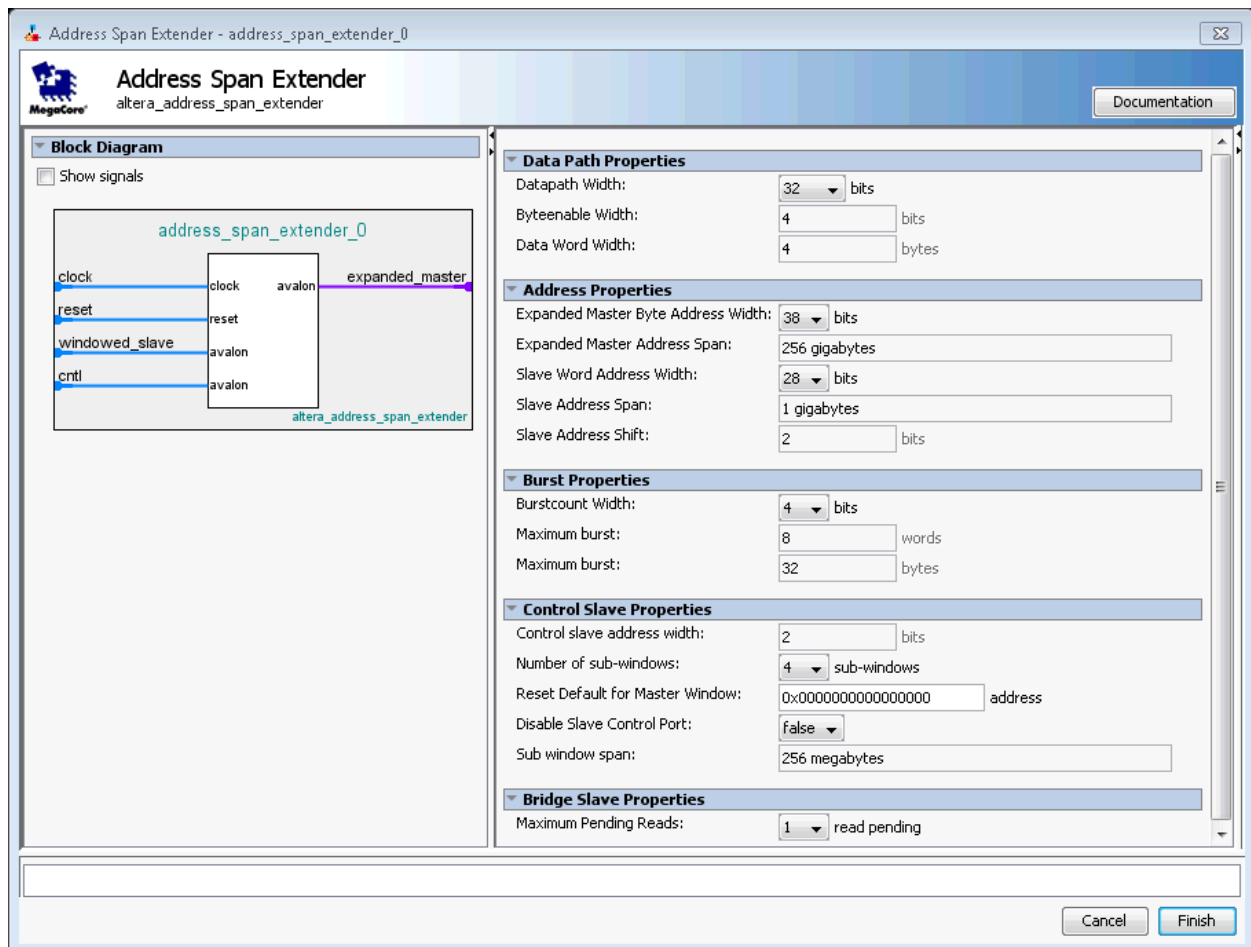 Address Span Extender - address_span_extender_0
MegaCore®
Address Span Extender
altera_address_span_extender
Documentation
Block Diagram
Show signals
address_span_extender_0
clock
clock
avalon
expanded_master
reset
reset
windowed_slave
avalon
cntl
avalon
altera_address_span_extender
Data Path Properties
Datapath Width: 32 bits
Byteenable Width: 4 bits
Data Word Width: 4 bytes
Address Properties
Expanded Master Byte Address Width: 38 bits
Expanded Master Address Span: 256 gigabytes
Slave Word Address Width: 28 bits
Slave Address Span: 1 gigabytes
Slave Address Shift: 2 bits
Burst Properties
Burstcount Width: 4 bits
Maximum burst: 8 words
Maximum burst: 32 bytes
Control Slave Properties
Control slave address width: 2 bits
Number of sub-windows: 4 sub-windows
Reset Default for Master Window: 0x0000000000000000 address
Disable Slave Control Port: false
Sub window span: 256 megabytes
Bridge Slave Properties
Maximum Pending Reads: 1 read pending
Cancel
Finish